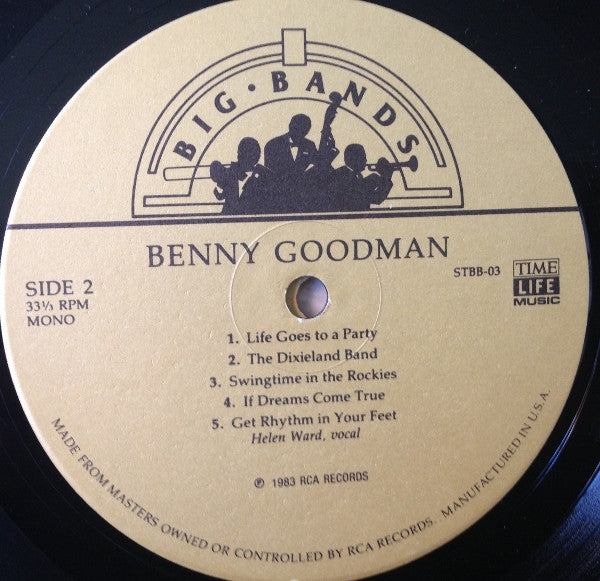 BIG · BANDS
BENNY GOODMAN
SIDE 2
33⅓ RPM
MONO
STBB-03
TIME
LIFE
MUSIC
1. Life Goes to a Party
2. The Dixieland Band
3. Swingtime in the Rockies
4. If Dreams Come True
5. Get Rhythm in Your Feet
Helen Ward, vocal
℗ 1983 RCA RECORDS
MADE FROM MASTERS OWNED OR CONTROLLED BY RCA RECORDS. MANUFACTURED IN U.S.A.